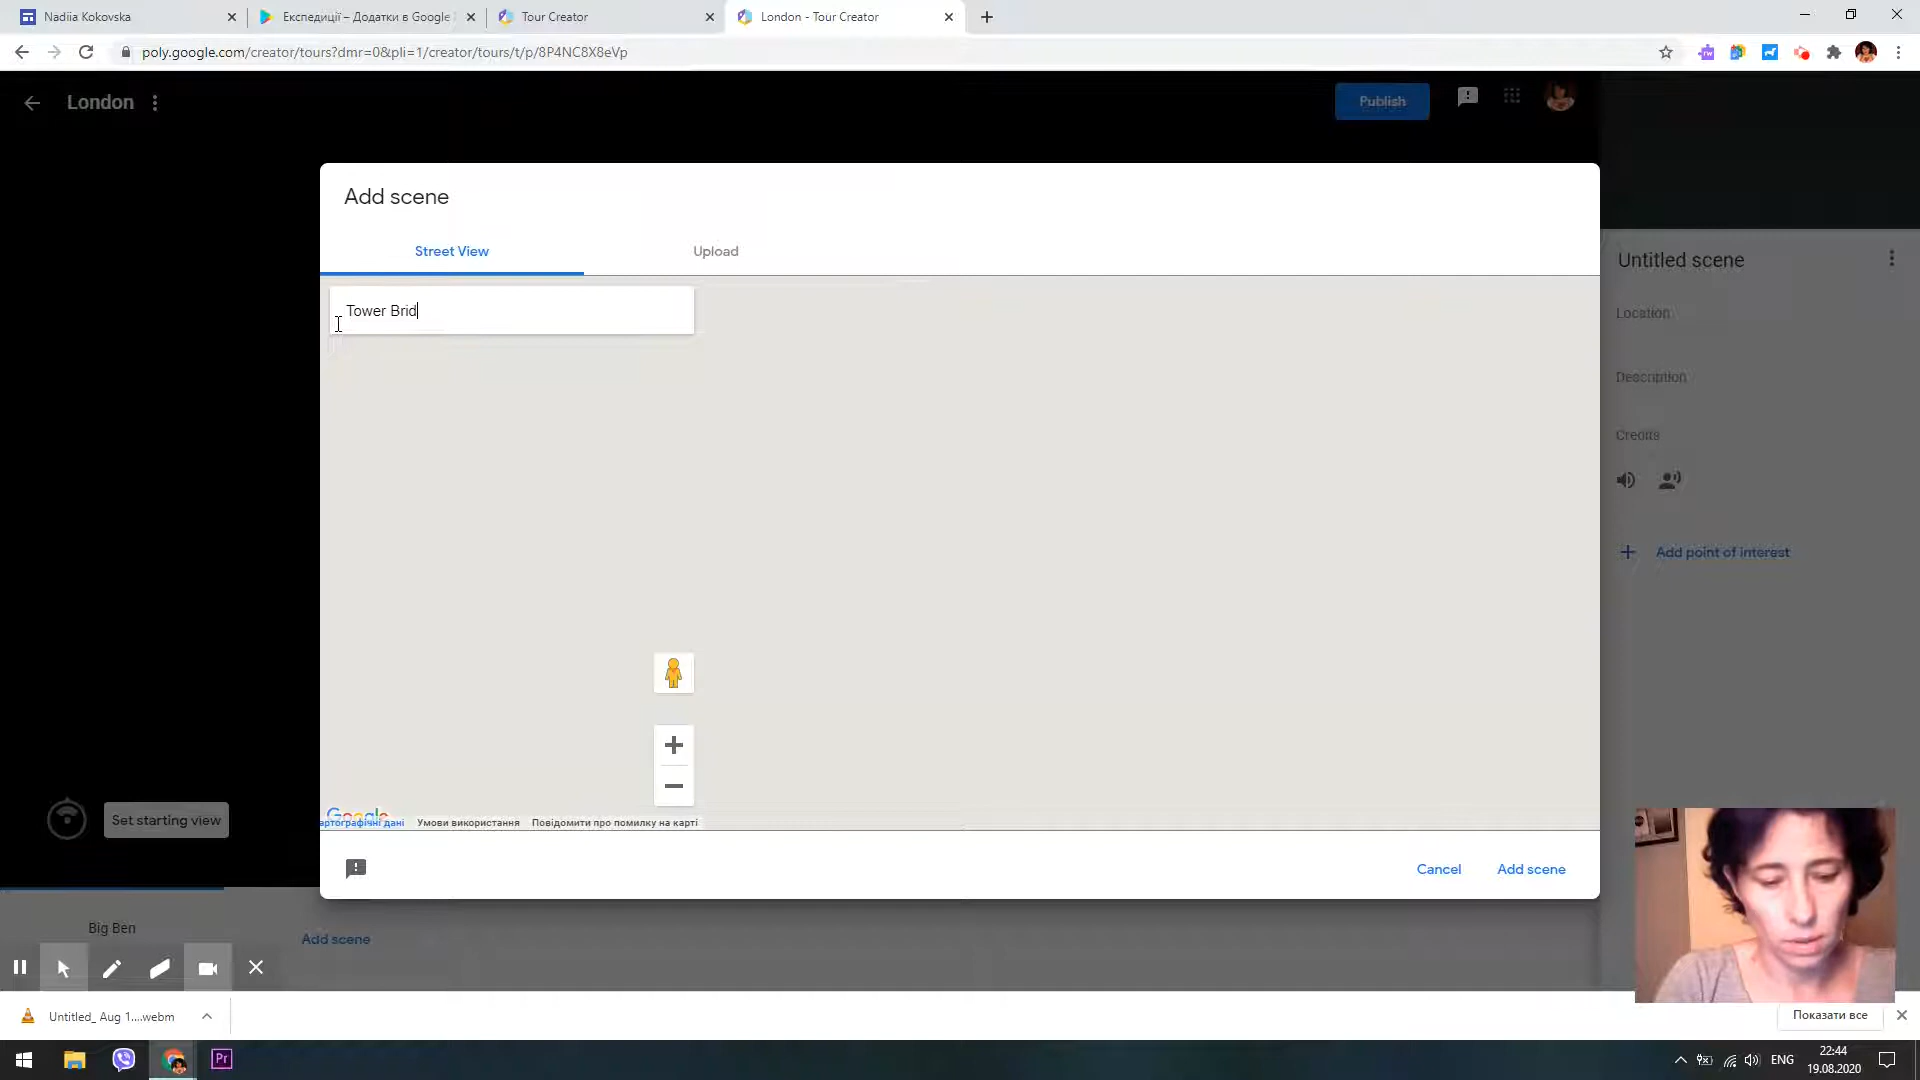 Nadiia Kokovska
Експедиції – Додатки в Google
Tour Creator
London - Tour Creator
poly.google.com/creator/tours?dmr=0&pli=1/creator/tours/t/p/8P4NC8X8eVp
London
Publish
Add scene
Street View
Upload
Tower Brid
Untitled scene
Location
Description
Credits
Add point of interest
Set starting view
Google
артографічні дані
Умови використання
Повідомити про помилку на карті
Cancel
Add scene
Big Ben
Add scene
Untitled_ Aug 1....webm
Показати все
Pr
ENG
22:44
19.08.2020